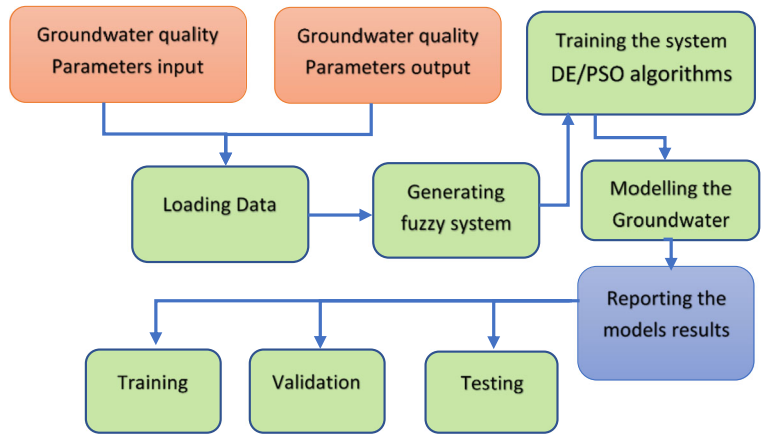 Groundwater quality
Parameters input
Groundwater quality
Parameters output
Training the system
DE/PSO algorithms
Loading Data
Generating
fuzzy system
Modelling the
Groundwater
Reporting the
models results
Training
Validation
Testing